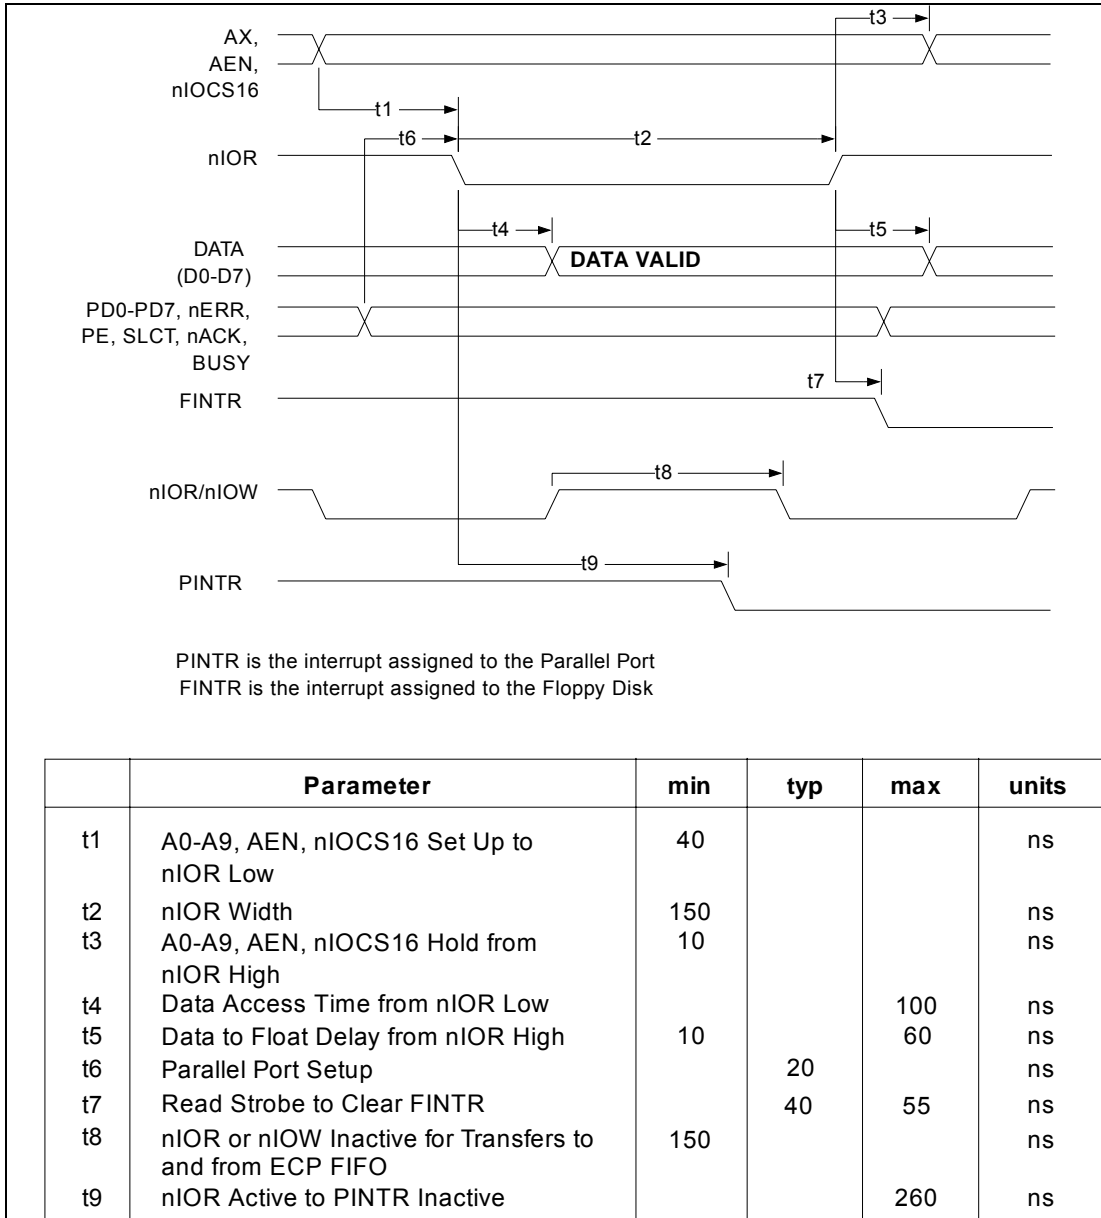 t3
AX,
AEN,
nIOCS16
t1
t6
t2
nIOR
t4
t5
DATA
(D0-D7)
DATA VALID
PD0-PD7, nERR,
PE, SLCT, nACK,
BUSY
t7
FINTR
t8
nIOR/nIOW
t9
PINTR
PINTR is the interrupt assigned to the Parallel Port
FINTR is the interrupt assigned to the Floppy Disk
Parameter min typ max units
t1 A0-A9, AEN, nIOCS16 Set Up to 40 ns
nIOR Low
t2 nIOR Width 150 ns
t3 A0-A9, AEN, nIOCS16 Hold from 10 ns
nIOR High
t4 Data Access Time from nIOR Low 100 ns
t5 Data to Float Delay from nIOR High 10 60 ns
t6 Parallel Port Setup 20 ns
t7 Read Strobe to Clear FINTR 40 55 ns
t8 nIOR or nIOW Inactive for Transfers to 150 ns
and from ECP FIFO
t9 nIOR Active to PINTR Inactive 260 ns